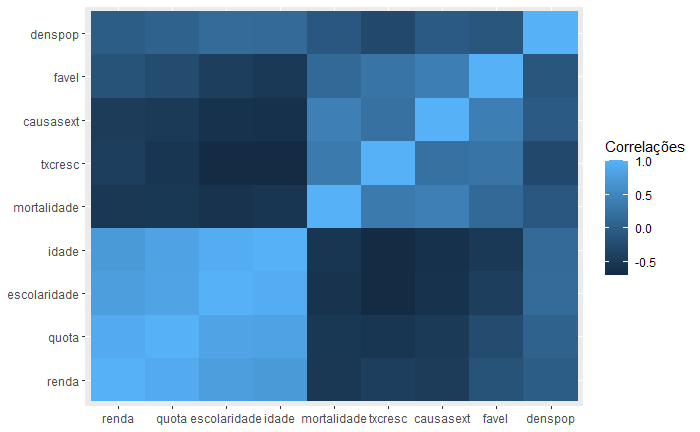 denspop
favel
causasext
txcresc
mortalidade
idade
escolaridade
quota
renda
renda quota escolaridade idade mortalidade txcresc causasext favel denspop
Correlações
1.0
0.5
0.0
-0.5